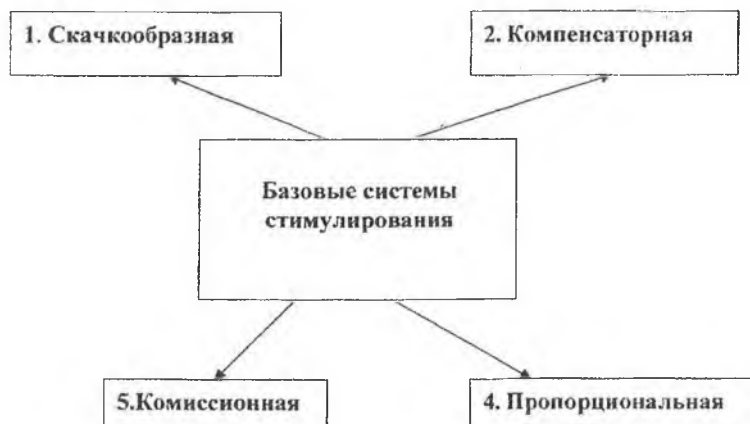 1. Скачкообразная
2. Компенсаторная
Базовые системы
стимулирования
5.Комиссионная
4. Пропорциональная